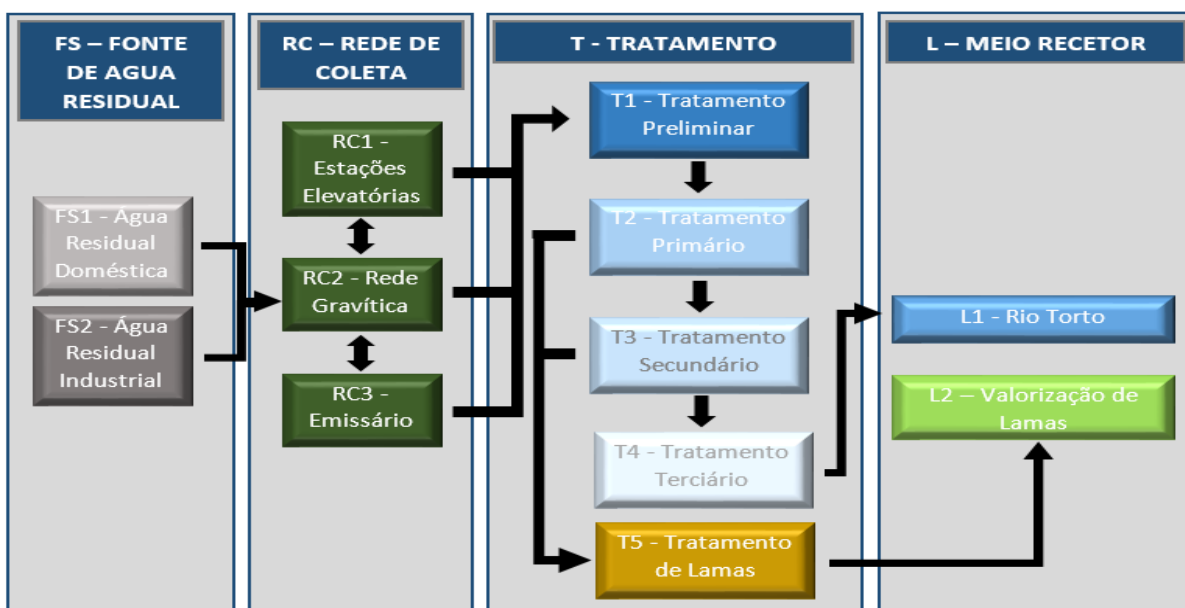 FS – FONTE
DE AGUA
RESIDUAL
FS1 - Água
Residual
Doméstica
FS2 - Água
Residual
Industrial
RC – REDE DE
COLETA
RC1 -
Estações
Elevatórias
RC2 - Rede
Gravítica
RC3 -
Emissário
T - TRATAMENTO
T1 - Tratamento
Preliminar
T2 - Tratamento
Primário
T3 - Tratamento
Secundário
T4 - Tratamento
Terciário
T5 - Tratamento
de Lamas
L – MEIO RECETOR
L1 - Rio Torto
L2 – Valorização de
Lamas